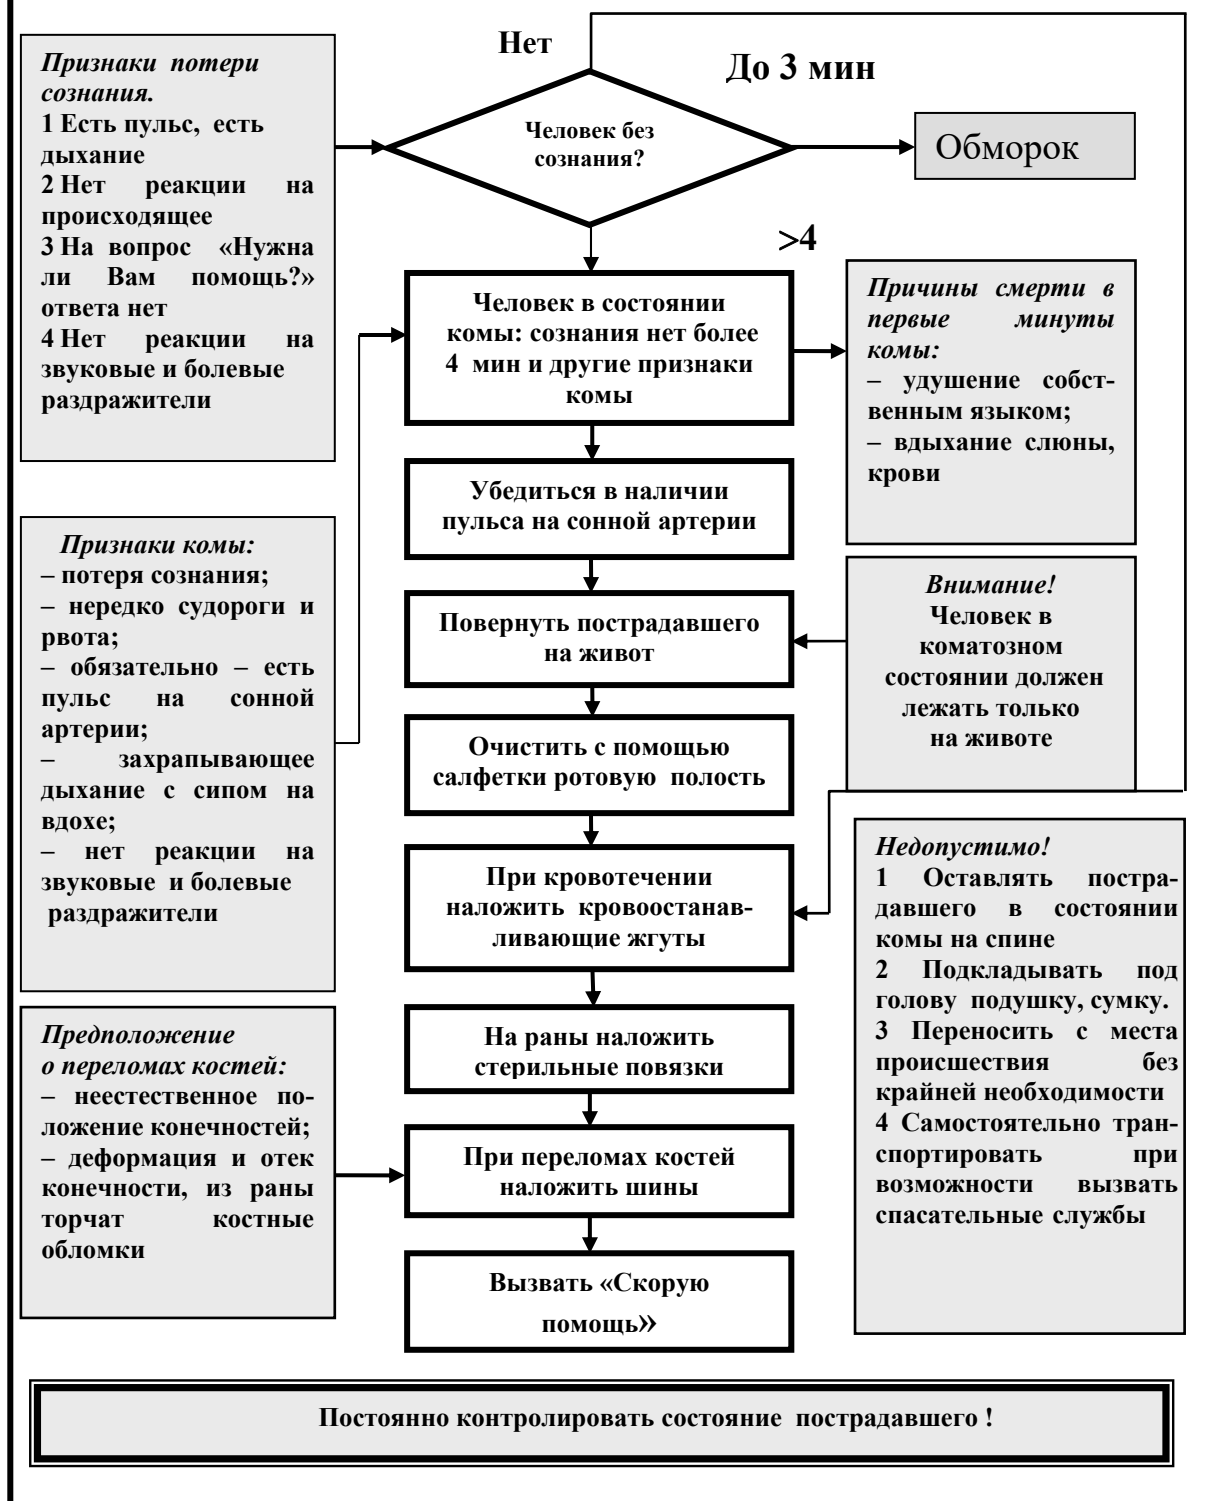 Нет
До 3 мин
Признаки потери
сознания.
1 Есть пульс, есть
дыхание
2 Нет реакции на
происходящее
3 На вопрос «Нужна
ли Вам помощь?»
ответа нет
4 Нет реакции на
звуковые и болевые
раздражители
Человек без
сознания?
Обморок
>4
Человек в состоянии
комы: сознания нет более
4 мин и другие признаки
комы
Причины смерти в
первые минуты
комы:
– удушение собст-
венным языком;
– вдыхание слюны,
крови
Убедиться в наличии
пульса на сонной артерии
Признаки комы:
– потеря сознания;
– нередко судороги и
рвота;
– обязательно – есть
пульс на сонной
артерии;
– захрапывающее
дыхание с сипом на
вдохе;
– нет реакции на
звуковые и болевые
раздражители
Повернуть пострадавшего
на живот
Внимание!
Человек в
коматозном
состоянии должен
лежать только
на животе
Очистить с помощью
салфетки ротовую полость
При кровотечении
наложить кровоостанав-
ливающие жгуты
Недопустимо!
1 Оставлять постра-
давшего в состоянии
комы на спине
2 Подкладывать под
голову подушку, сумку.
3 Переносить с места
происшествия без
крайней необходимости
4 Самостоятельно тран-
спортировать при
возможности вызвать
спасательные службы
На раны наложить
стерильные повязки
Предположение
о переломах костей:
– неестественное по-
ложение конечностей;
– деформация и отек
конечности, из раны
торчат костные
обломки
При переломах костей
наложить шины
Вызвать «Скорую
помощь»
Постоянно контролировать состояние пострадавшего !